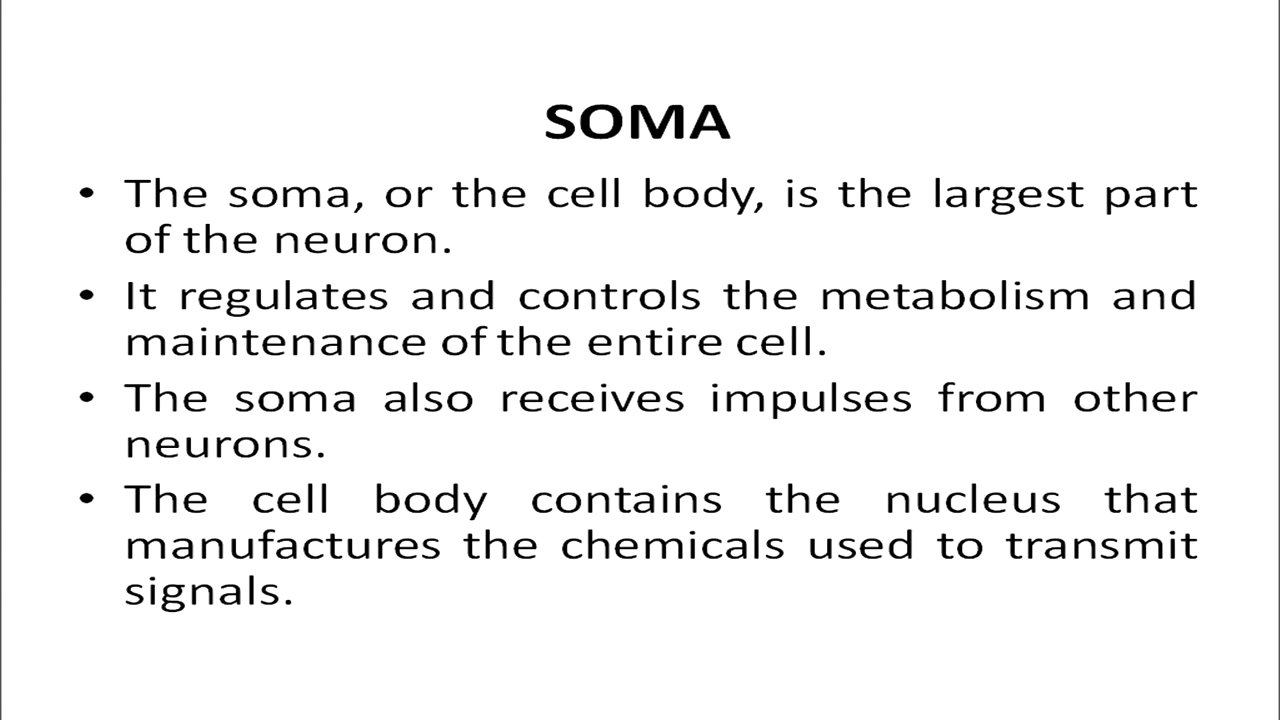 SOMA
• The soma, or the cell body, is the largest part
of the neuron.
• It regulates and controls the metabolism and
maintenance of the entire cell.
• The soma also receives impulses from other
neurons.
• The cell body contains the nucleus that
manufactures the chemicals used to transmit
signals.